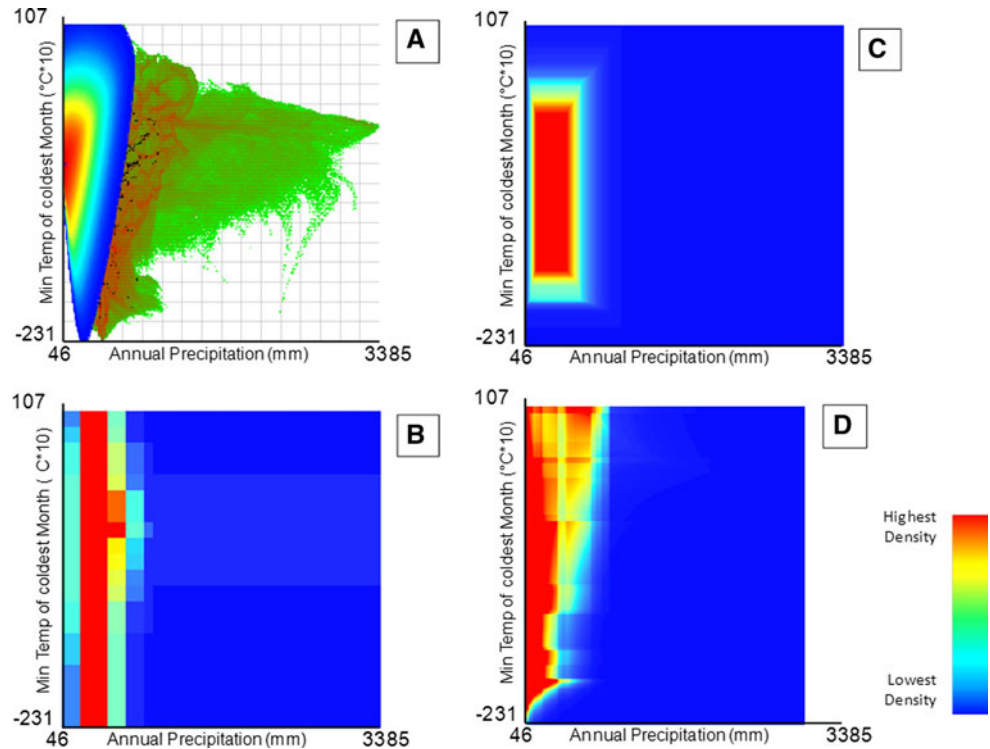 107
A
Min Temp of coldest Month (°C*10)
-231
46
Annual Precipitation (mm)
3385
107
C
Min Temp of coldest Month (°C*10)
-231
46
Annual Precipitation (mm)
3385
107
B
Min Temp of coldest Month ( C*10)
-231
46
Annual Precipitation (mm)
3385
107
D
Min Temp of coldest Month (°C*10)
-231
46
Annual Precipitation (mm)
3385
Highest
Density
Lowest
Density